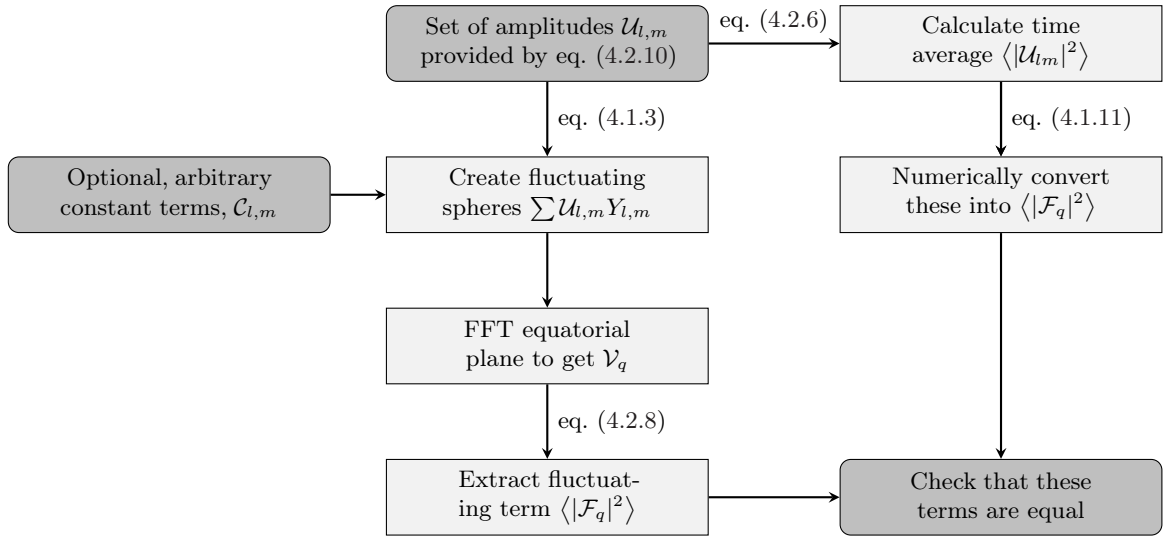 Set of amplitudes 𝒰_{l,m}
provided by eq. (4.2.10)
eq. (4.2.6)
Calculate time
average ⟨|𝒰_{lm}|²⟩
eq. (4.1.3)
eq. (4.1.11)
Optional, arbitrary
constant terms, 𝒞_{l,m}
Create fluctuating
spheres ∑ 𝒰_{l,m}Y_{l,m}
Numerically convert
these into ⟨|ℱ_q|²⟩
FFT equatorial
plane to get 𝒱_q
eq. (4.2.8)
Extract fluctuat-
ing term ⟨|ℱ_q|²⟩
Check that these
terms are equal